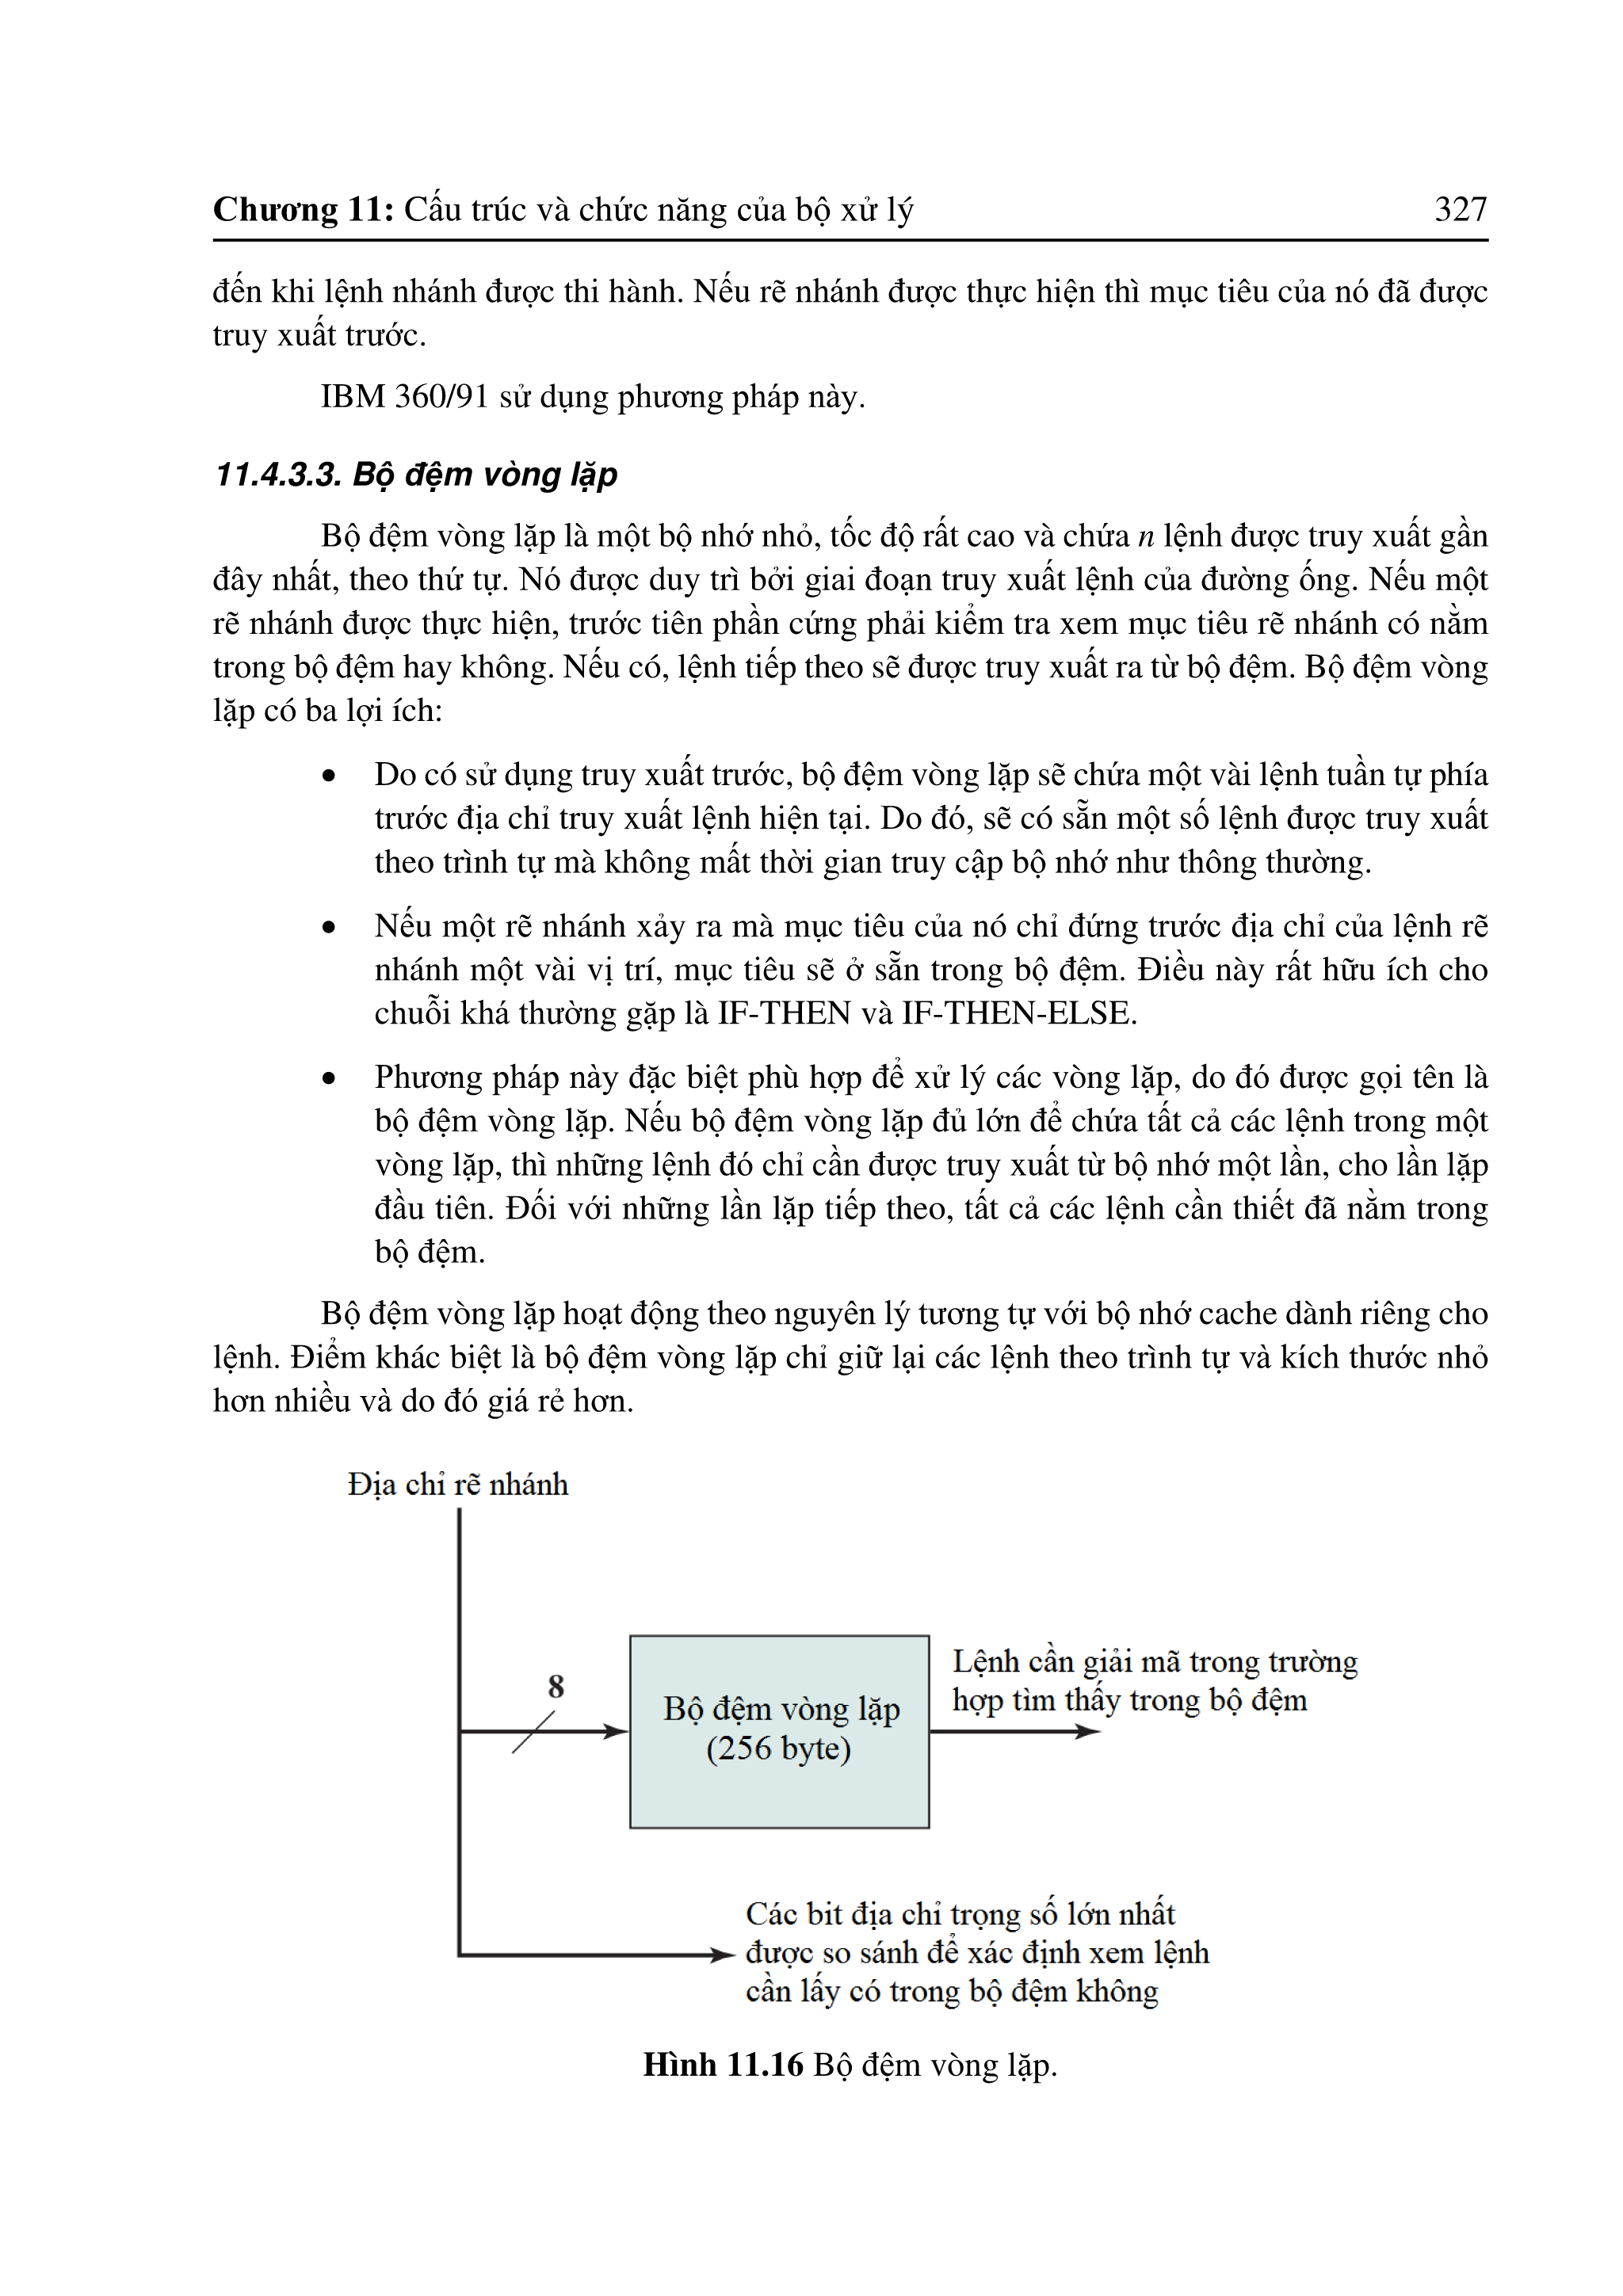 Chương 11: Cấu trúc và chức năng của bộ xử lý 327
đến khi lệnh nhánh được thi hành. Nếu rẽ nhánh được thực hiện thì mục tiêu của nó đã được
truy xuất trước.
IBM 360/91 sử dụng phương pháp này.
11.4.3.3. Bộ đệm vòng lặp
Bộ đệm vòng lặp là một bộ nhớ nhỏ, tốc độ rất cao và chứa n lệnh được truy xuất gần
đây nhất, theo thứ tự. Nó được duy trì bởi giai đoạn truy xuất lệnh của đường ống. Nếu một
rẽ nhánh được thực hiện, trước tiên phần cứng phải kiểm tra xem mục tiêu rẽ nhánh có nằm
trong bộ đệm hay không. Nếu có, lệnh tiếp theo sẽ được truy xuất ra từ bộ đệm. Bộ đệm vòng
lặp có ba lợi ích:
• Do có sử dụng truy xuất trước, bộ đệm vòng lặp sẽ chứa một vài lệnh tuần tự phía
trước địa chỉ truy xuất lệnh hiện tại. Do đó, sẽ có sẵn một số lệnh được truy xuất
theo trình tự mà không mất thời gian truy cập bộ nhớ như thông thường.
• Nếu một rẽ nhánh xảy ra mà mục tiêu của nó chỉ đứng trước địa chỉ của lệnh rẽ
nhánh một vài vị trí, mục tiêu sẽ ở sẵn trong bộ đệm. Điều này rất hữu ích cho
chuỗi khá thường gặp là IF-THEN và IF-THEN-ELSE.
• Phương pháp này đặc biệt phù hợp để xử lý các vòng lặp, do đó được gọi tên là
bộ đệm vòng lặp. Nếu bộ đệm vòng lặp đủ lớn để chứa tất cả các lệnh trong một
vòng lặp, thì những lệnh đó chỉ cần được truy xuất từ bộ nhớ một lần, cho lần lặp
đầu tiên. Đối với những lần lặp tiếp theo, tất cả các lệnh cần thiết đã nằm trong
bộ đệm.
Bộ đệm vòng lặp hoạt động theo nguyên lý tương tự với bộ nhớ cache dành riêng cho
lệnh. Điểm khác biệt là bộ đệm vòng lặp chỉ giữ lại các lệnh theo trình tự và kích thước nhỏ
hơn nhiều và do đó giá rẻ hơn.
Địa chỉ rẽ nhánh
8
Bộ đệm vòng lặp
(256 byte)
Lệnh cần giải mã trong trường
hợp tìm thấy trong bộ đệm
Các bit địa chỉ trọng số lớn nhất
được so sánh để xác định xem lệnh
cần lấy có trong bộ đệm không
Hình 11.16 Bộ đệm vòng lặp.